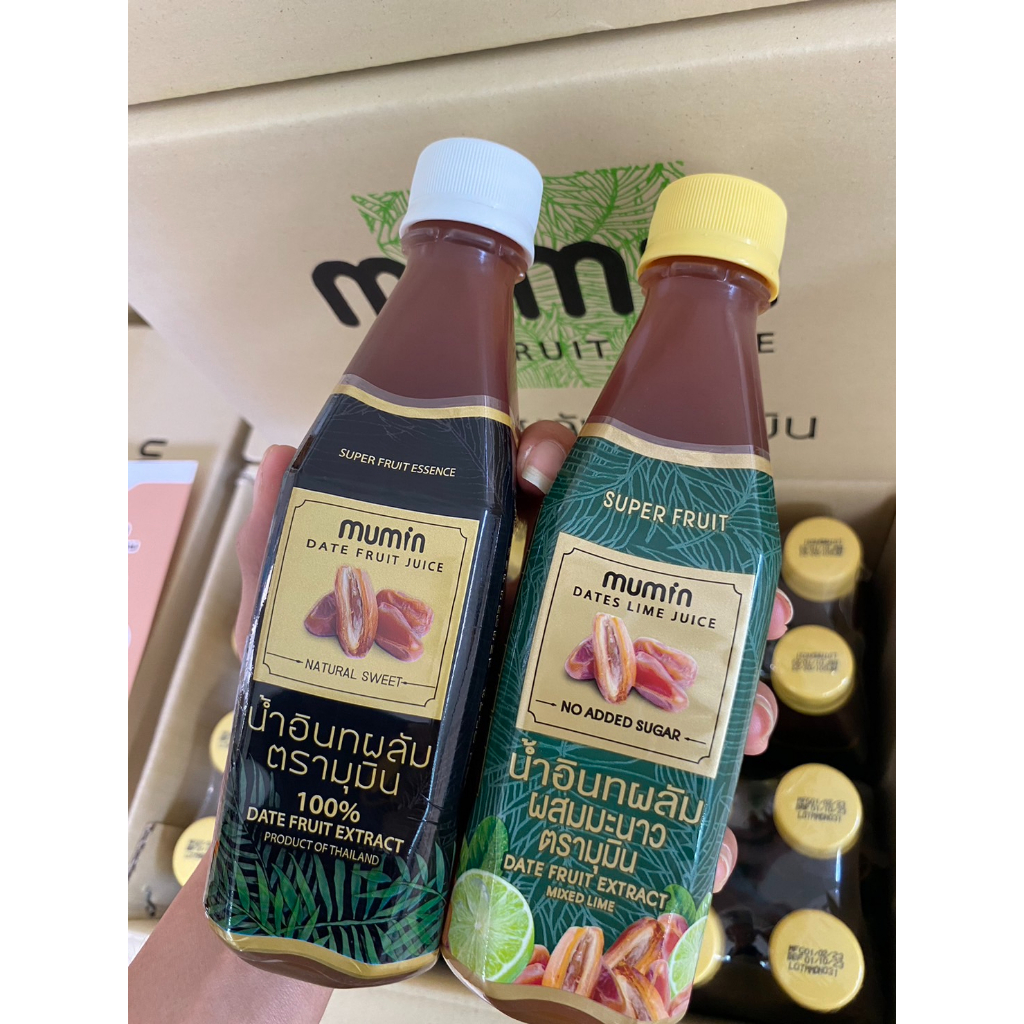 SUPER FRUIT ESSENCE
mumin
DATE FRUIT JUICE
NATURAL SWEET
น้ำอินทผลัม
ตรามุมิน
100%
DATE FRUIT EXTRACT
PRODUCT OF THAILAND
SUPER FRUIT
mumin
DATES LIME JUICE
NO ADDED SUGAR
น้ำอินทผลัม
ผสมมะนาว
ตรามุมิน
DATE FRUIT EXTRACT
MIXED LIME